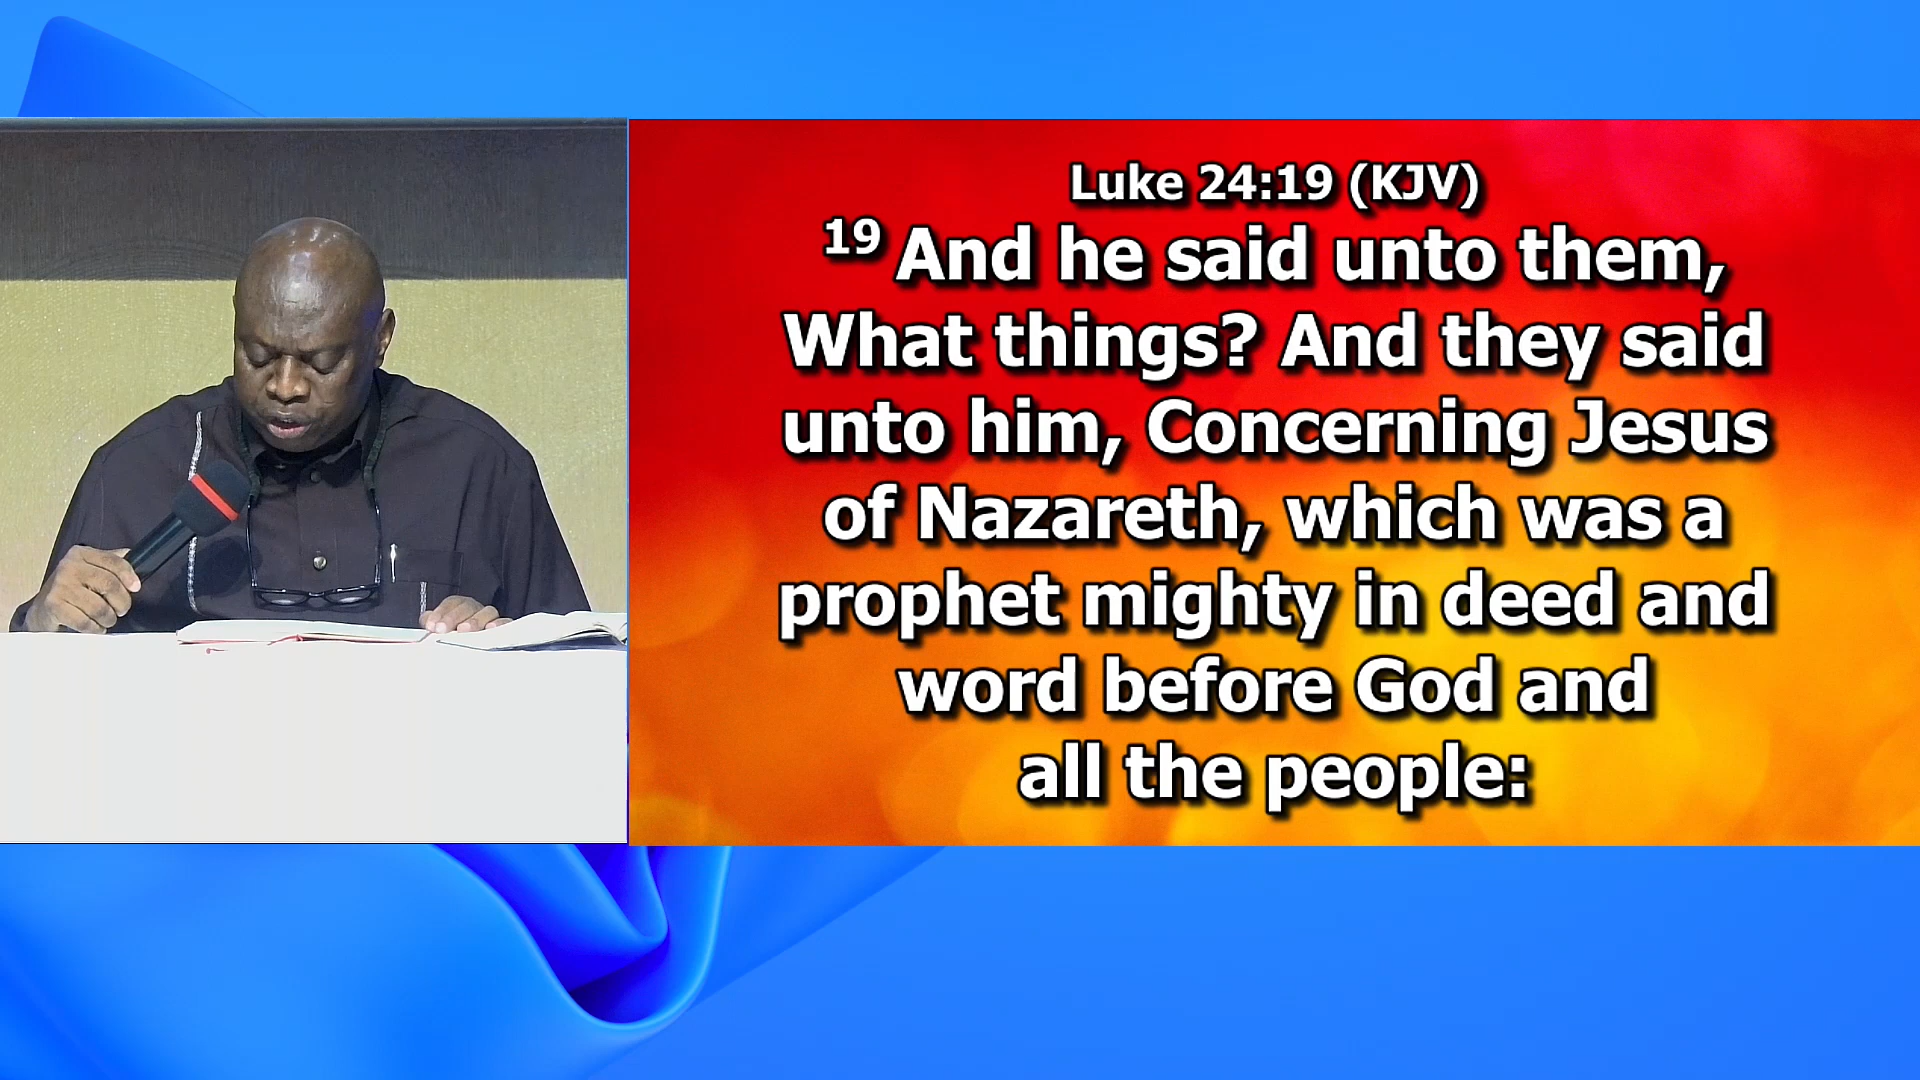 Luke 24:19 (KJV)
19 And he said unto them,
What things? And they said
unto him, Concerning Jesus
of Nazareth, which was a
prophet mighty in deed and
word before God and
all the people: